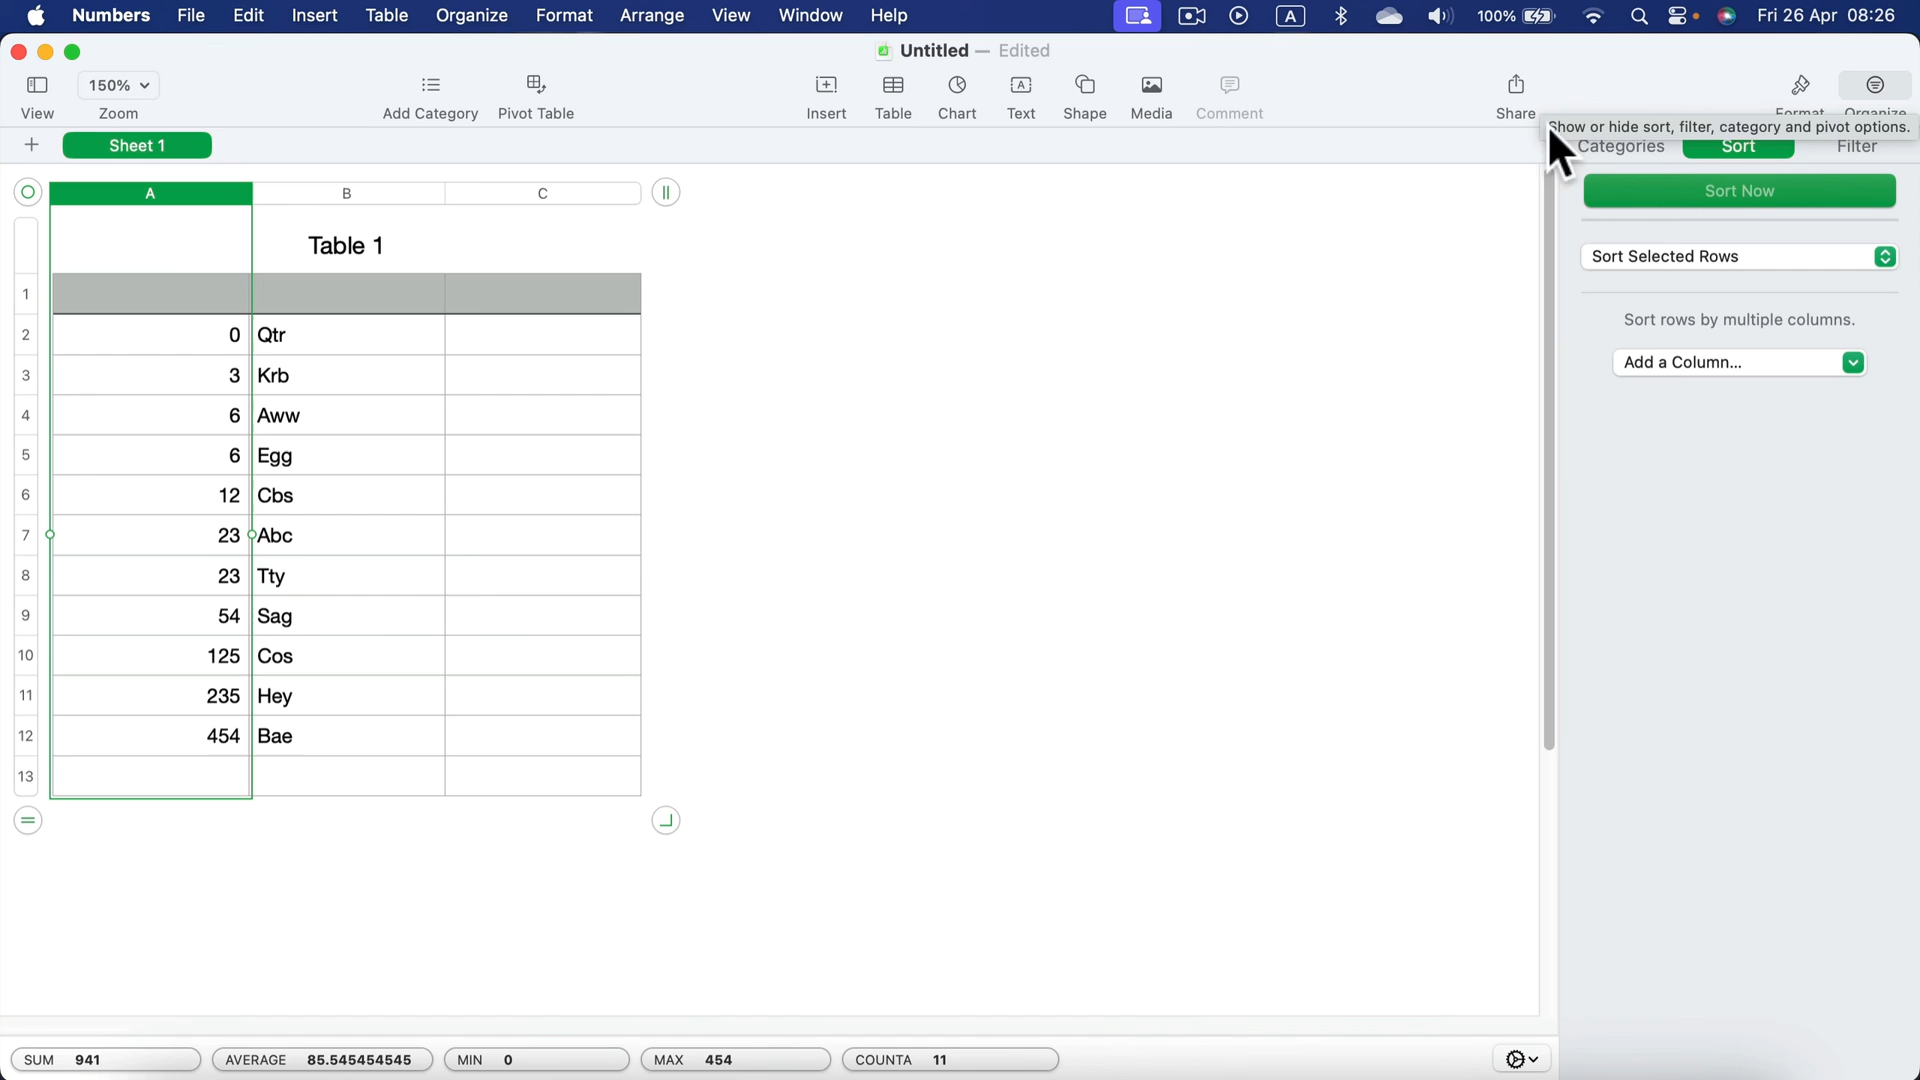 Numbers File Edit Insert Table Organize Format Arrange View Window Help A 100% Fri 26 Apr 08:26
Untitled — Edited
View 150% Zoom Add Category Pivot Table Insert Table Chart Text Shape Media Comment Share Format Organize
Show or hide sort, filter, category and pivot options.
+ Sheet 1 Categories Sort Filter
Sort Now
A B C
Table 1
Sort Selected Rows
Sort rows by multiple columns.
Add a Column...
1
2 0 Qtr
3 3 Krb
4 6 Aww
5 6 Egg
6 12 Cbs
7 23 Abc
8 23 Tty
9 54 Sag
10 125 Cos
11 235 Hey
12 454 Bae
13
SUM 941 AVERAGE 85.545454545 MIN 0 MAX 454 COUNTA 11